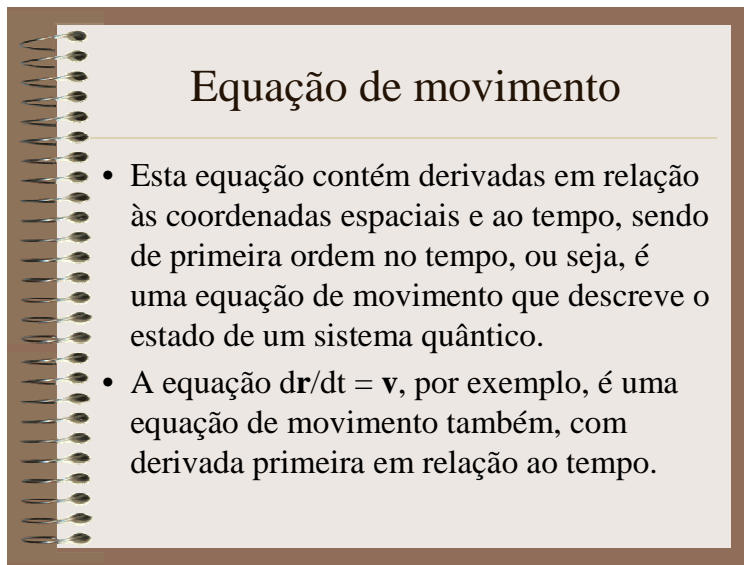 Equação de movimento
• Esta equação contém derivadas em relação
às coordenadas espaciais e ao tempo, sendo
de primeira ordem no tempo, ou seja, é
uma equação de movimento que descreve o
estado de um sistema quântico.
• A equação dr/dt = v, por exemplo, é uma
equação de movimento também, com
derivada primeira em relação ao tempo.